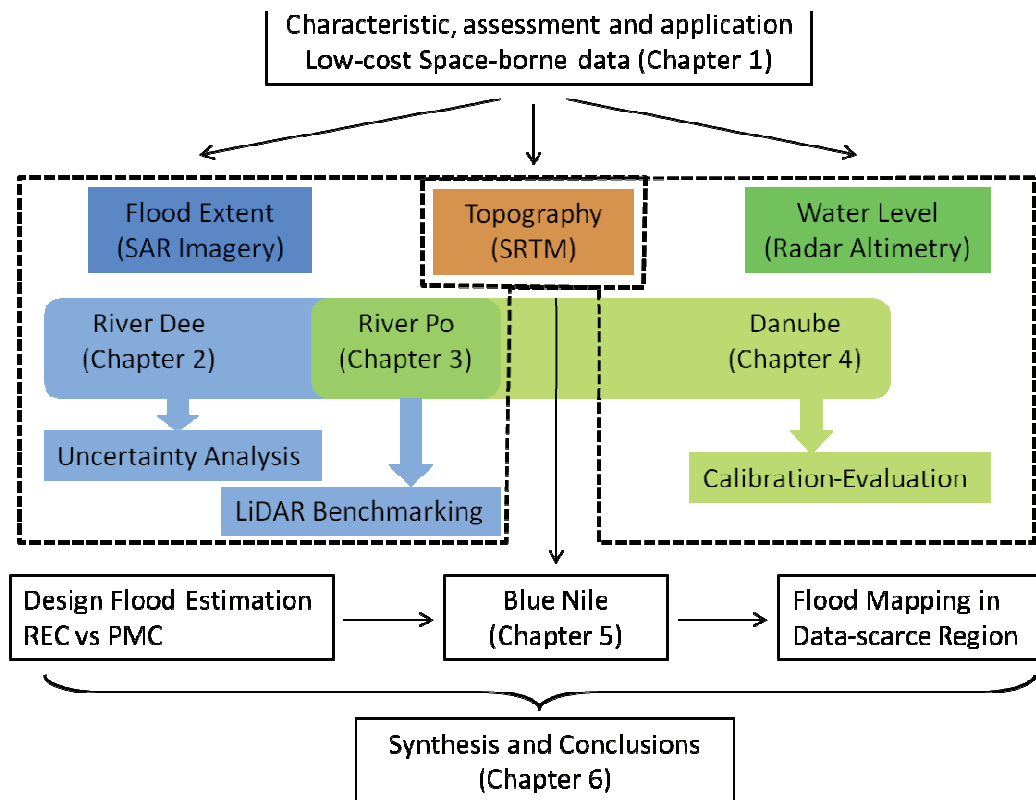 Characteristic, assessment and application
Low-cost Space-borne data (Chapter 1)
Flood Extent
(SAR Imagery)
Topography
(SRTM)
Water Level
(Radar Altimetry)
River Dee
(Chapter 2)
River Po
(Chapter 3)
Danube
(Chapter 4)
Uncertainty Analysis
LiDAR Benchmarking
Calibration-Evaluation
Design Flood Estimation
REC vs PMC
Blue Nile
(Chapter 5)
Flood Mapping in
Data-scarce Region
Synthesis and Conclusions
(Chapter 6)